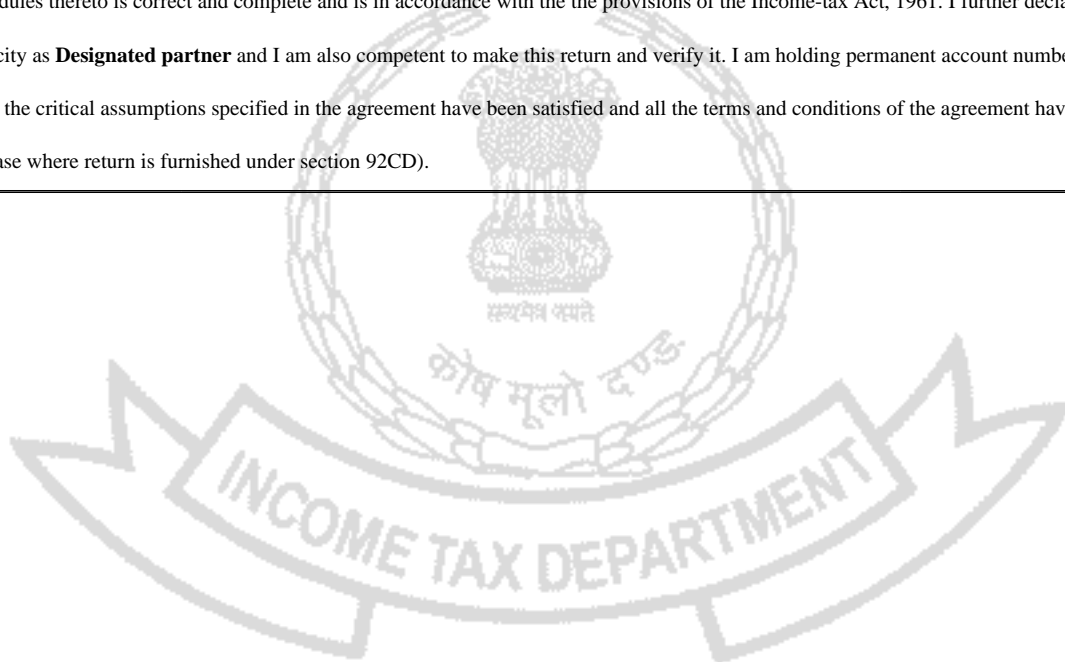 dules thereto is correct and complete and is in accordance with the the provisions of the Income-tax Act, 1961. I further decla
city as Designated partner and I am also competent to make this return and verify it. I am holding permanent account numbe
the critical assumptions specified in the agreement have been satisfied and all the terms and conditions of the agreement hav
ase where return is furnished under section 92CD).
सत्यमेव जयते
कोष मूलो दण्ड
INCOME TAX DEPARTMENT